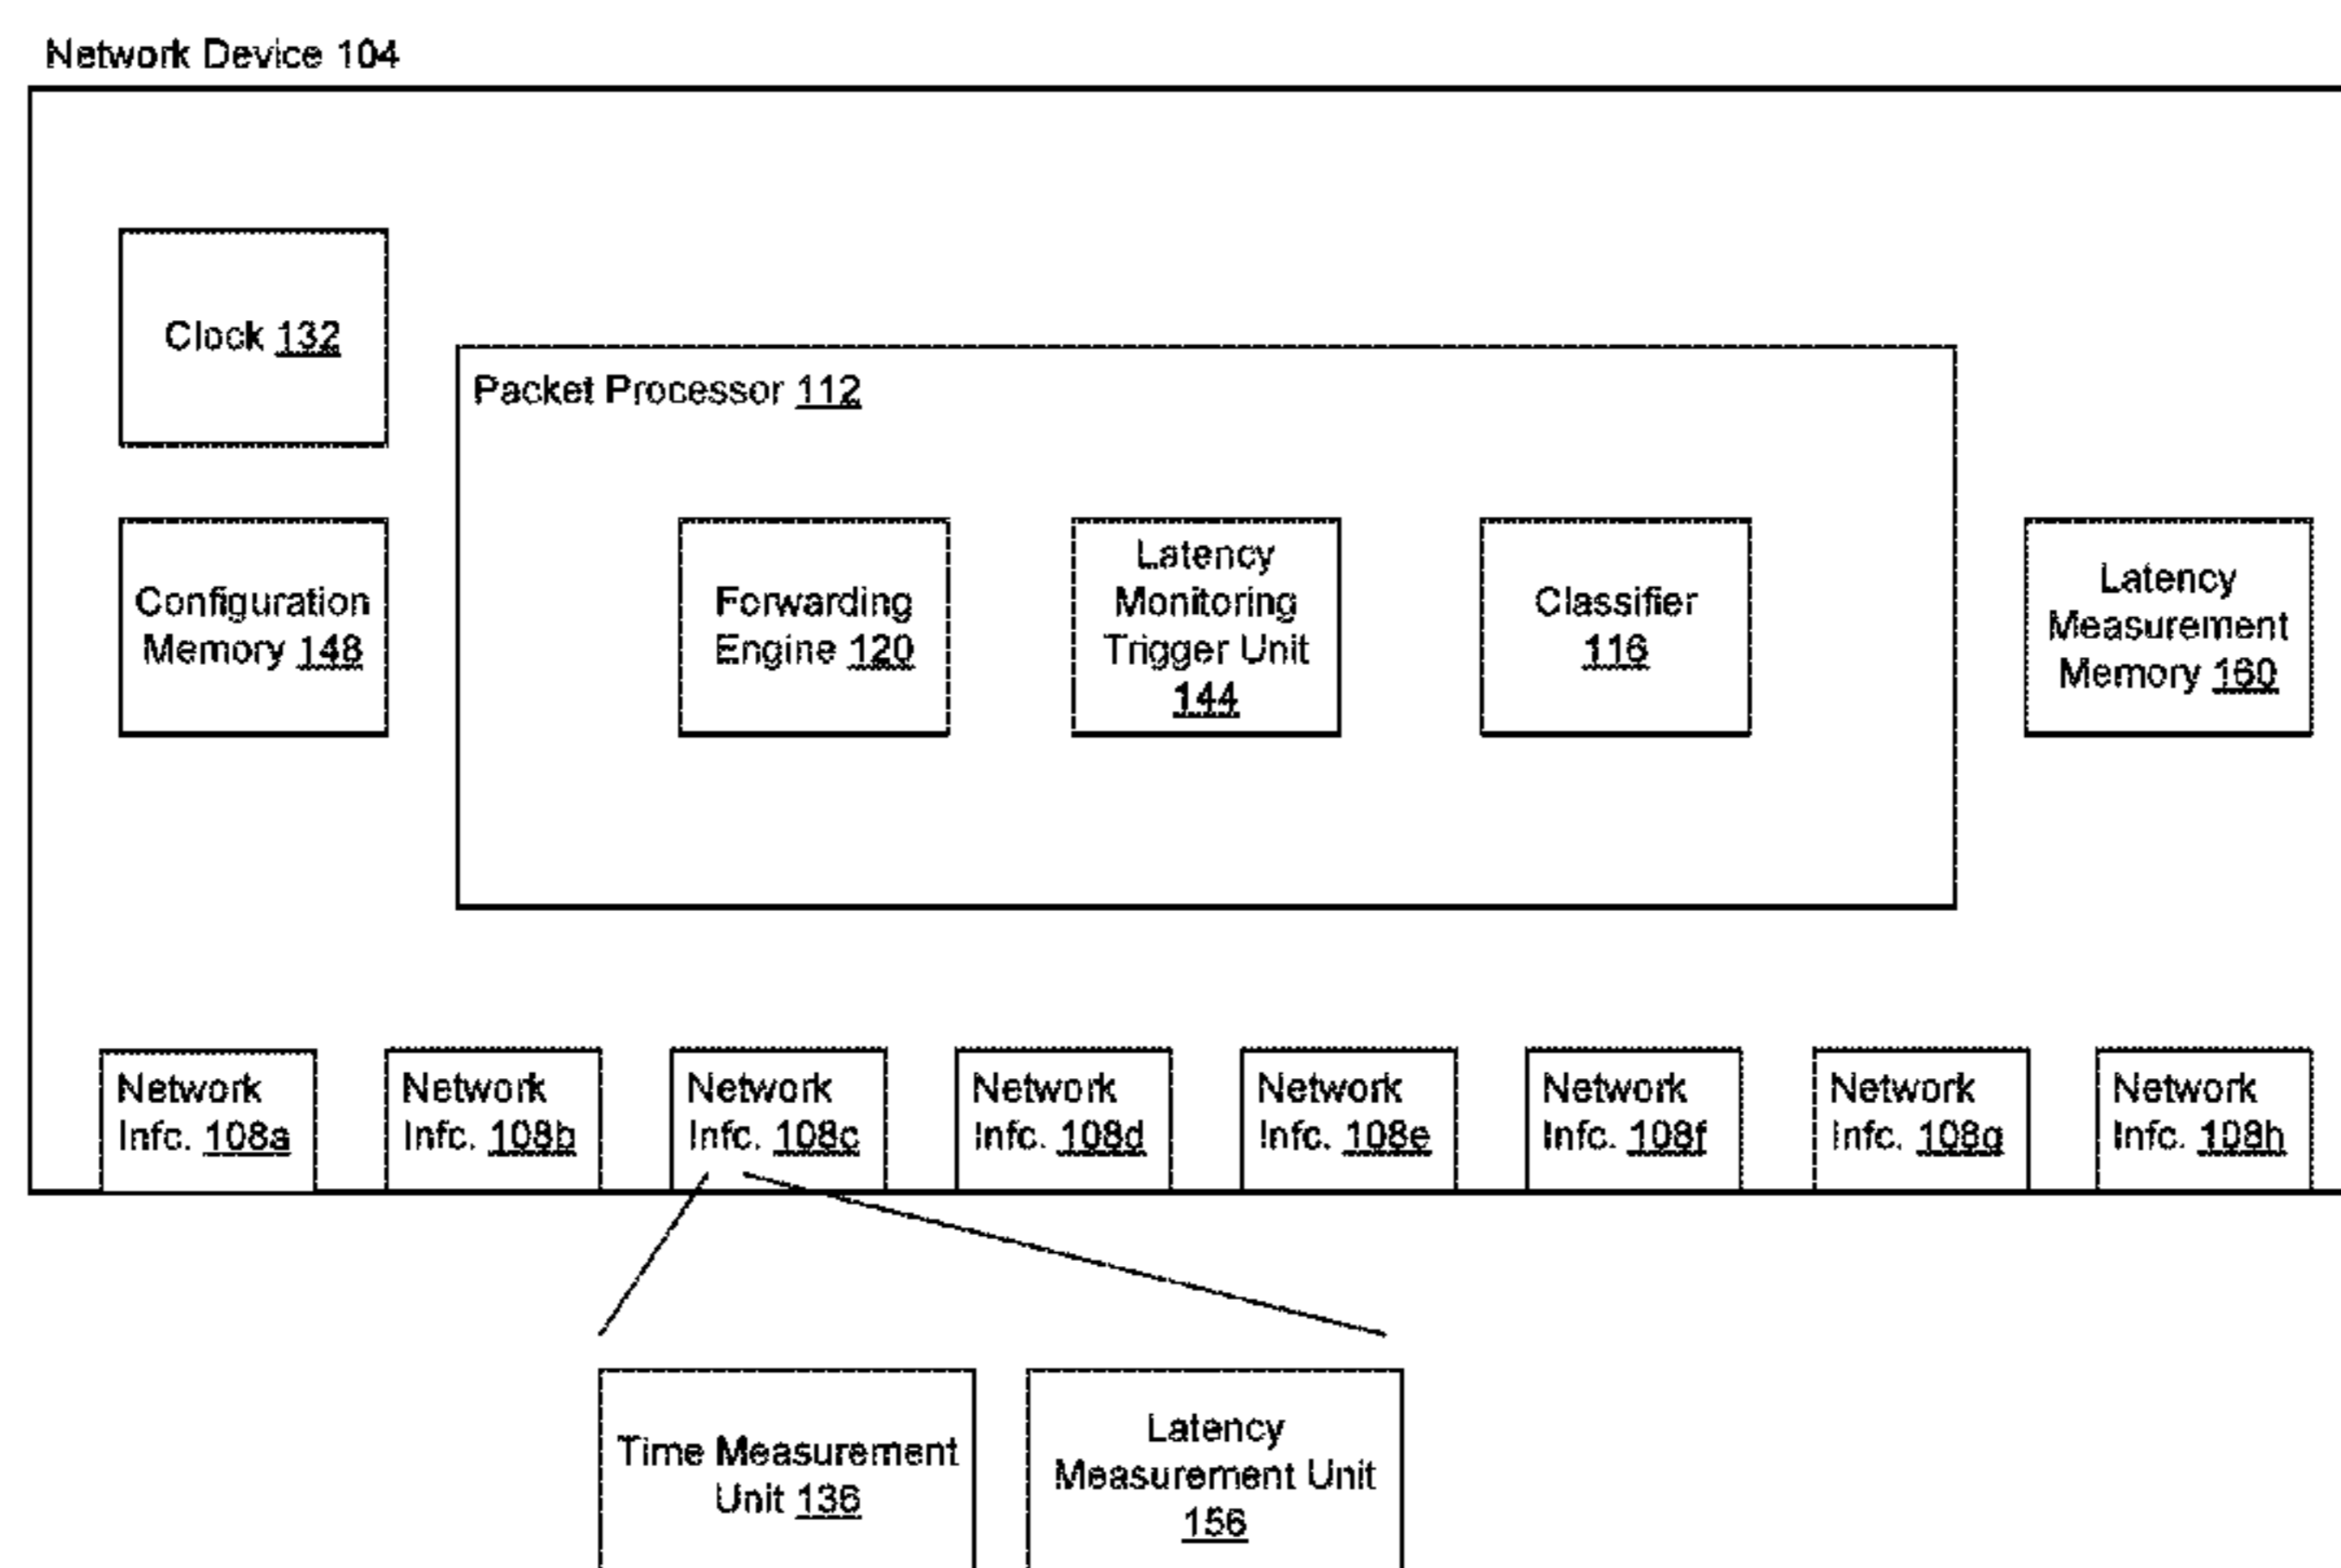 Network Device 104
Clock 132
Packet Processor 112
Configuration
Memory 148
Forwarding
Engine 120
Latency
Monitoring
Trigger Unit
144
Classifier
116
Latency
Measurement
Memory 160
Network
Infc. 108a
Network
Infc. 108b
Network
Infc. 108c
Network
Infc. 108d
Network
Infc. 108e
Network
Infc. 108f
Network
Infc. 108g
Network
Infc. 108h
Time Measurement
Unit 136
Latency
Measurement Unit
156